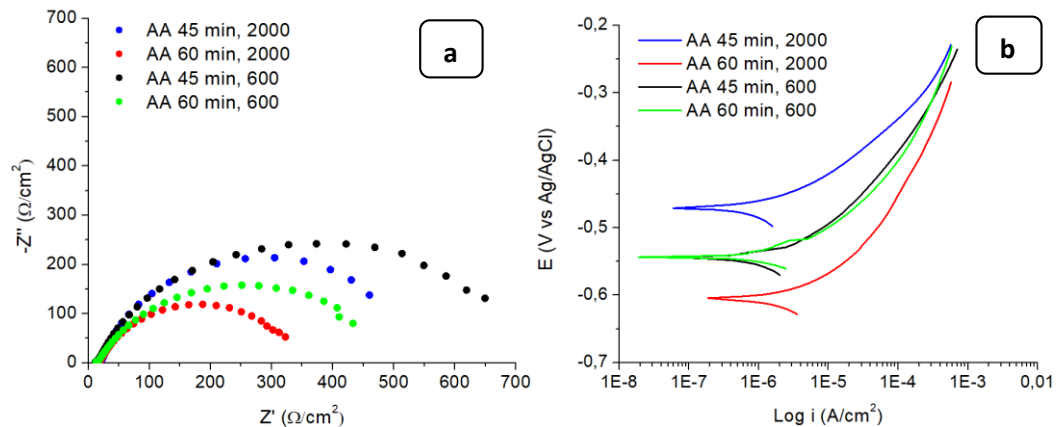 a
AA 45 min, 2000
AA 60 min, 2000
AA 45 min, 600
AA 60 min, 600
700
600
500
400
300
200
100
0
-Z'' (Ω/cm²)
0 100 200 300 400 500 600 700
Z' (Ω/cm²)
b
AA 45 min, 2000
AA 60 min, 2000
AA 45 min, 600
AA 60 min, 600
-0,2
-0,3
-0,4
-0,5
-0,6
-0,7
E (V vs Ag/AgCl)
1E-8 1E-7 1E-6 1E-5 1E-4 1E-3 0,01
Log i (A/cm²)